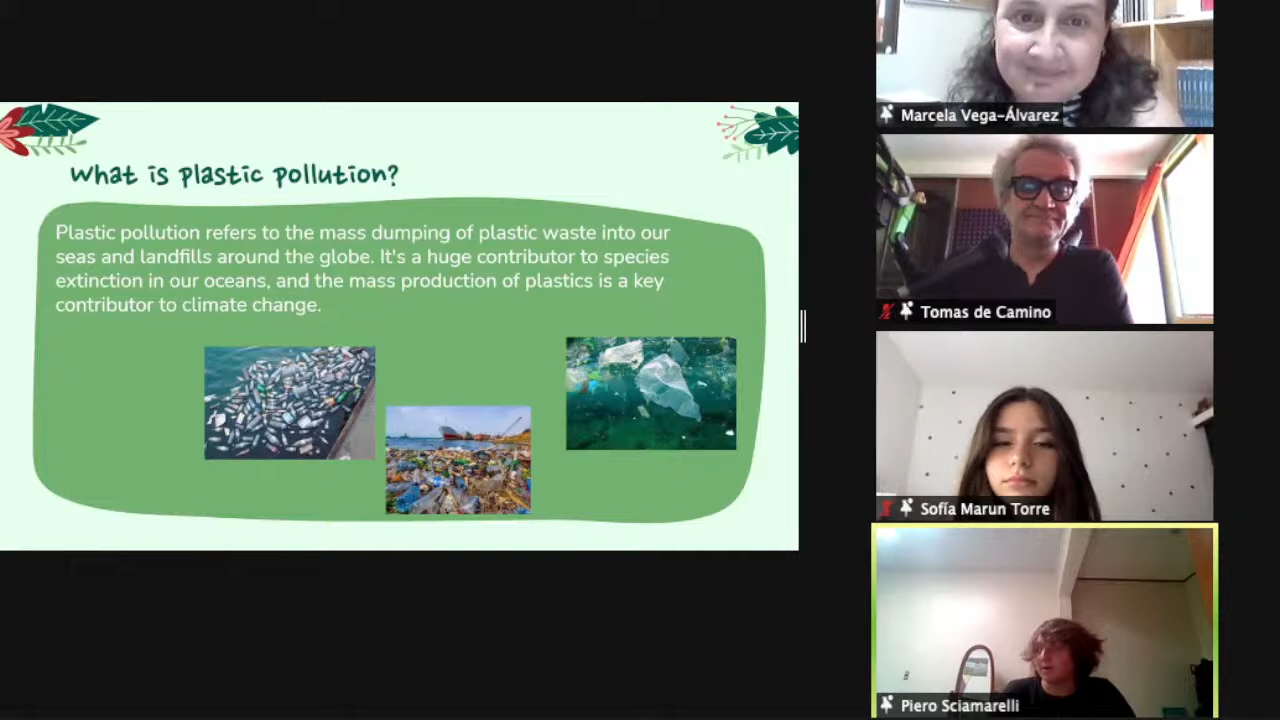 What is plastic pollution?
Plastic pollution refers to the mass dumping of plastic waste into our
seas and landfills around the globe. It's a huge contributor to species
extinction in our oceans, and the mass production of plastics is a key
contributor to climate change.
Marcela Vega-Álvarez
Tomas de Camino
Sofía Marun Torre
Piero Sciamarelli